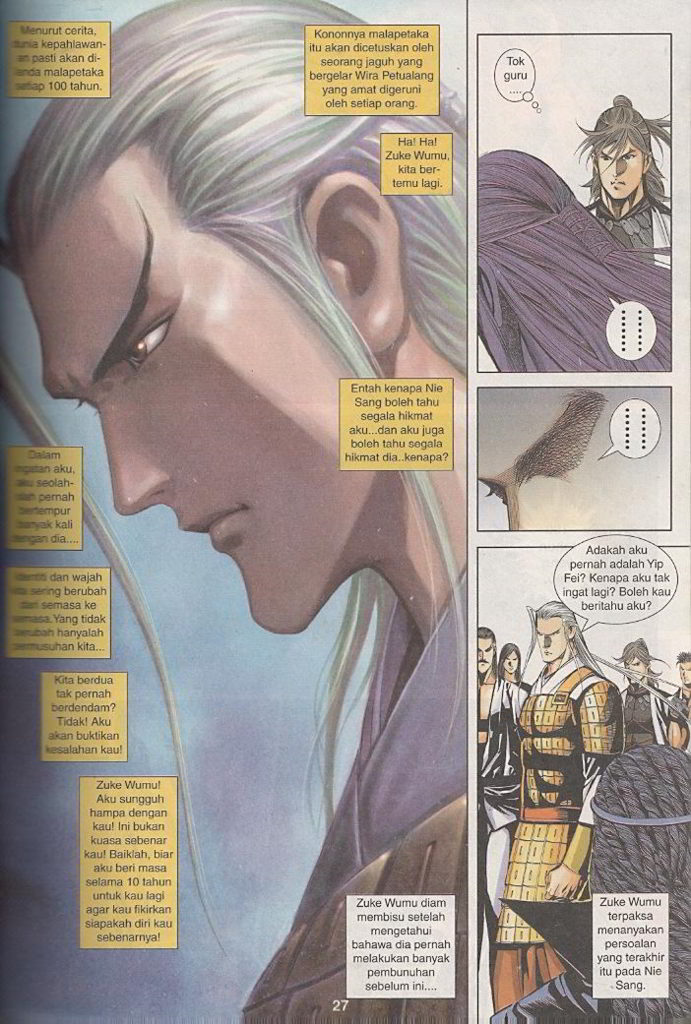 Menurut cerita,
dunia kepahlawan-
an pasti akan di-
landa malapetaka
setiap 100 tahun.
Kononnya malapetaka
itu akan dicetuskan oleh
seorang jaguh yang
bergelar Wira Petualang
yang amat digeruni
oleh setiap orang.
Ha! Ha!
Zuke Wumu,
kita ber-
temu lagi.
Entah kenapa Nie
Sang boleh tahu
segala hikmat
aku...dan aku juga
boleh tahu segala
hikmat dia..kenapa?
Dalam
ingatan aku,
aku seolah-
olah pernah
bertempur
banyak kali
dengan dia....
Identiti dan wajah
kita sering berubah
dari semasa ke
semasa.Yang tidak
berubah hanyalah
permusuhan kita...
Kita berdua
tak pernah
berdendam?
Tidak! Aku
akan buktikan
kesalahan kau!
Zuke Wumu!
Aku sungguh
hampa dengan
kau! Ini bukan
kuasa sebenar
kau! Baiklah, biar
aku beri masa
selama 10 tahun
untuk kau lagi
agar kau fikirkan
siapakah diri kau
sebenarnya!
Zuke Wumu diam
membisu setelah
mengetahui
bahawa dia pernah
melakukan banyak
pembunuhan
sebelum ini....
Tok
guru
....
Adakah aku
pernah adalah Yip
Fei? Kenapa aku tak
ingat lagi? Boleh kau
beritahu aku?
Zuke Wumu
terpaksa
menanyakan
persoalan
yang terakhir
itu pada Nie
Sang.
27